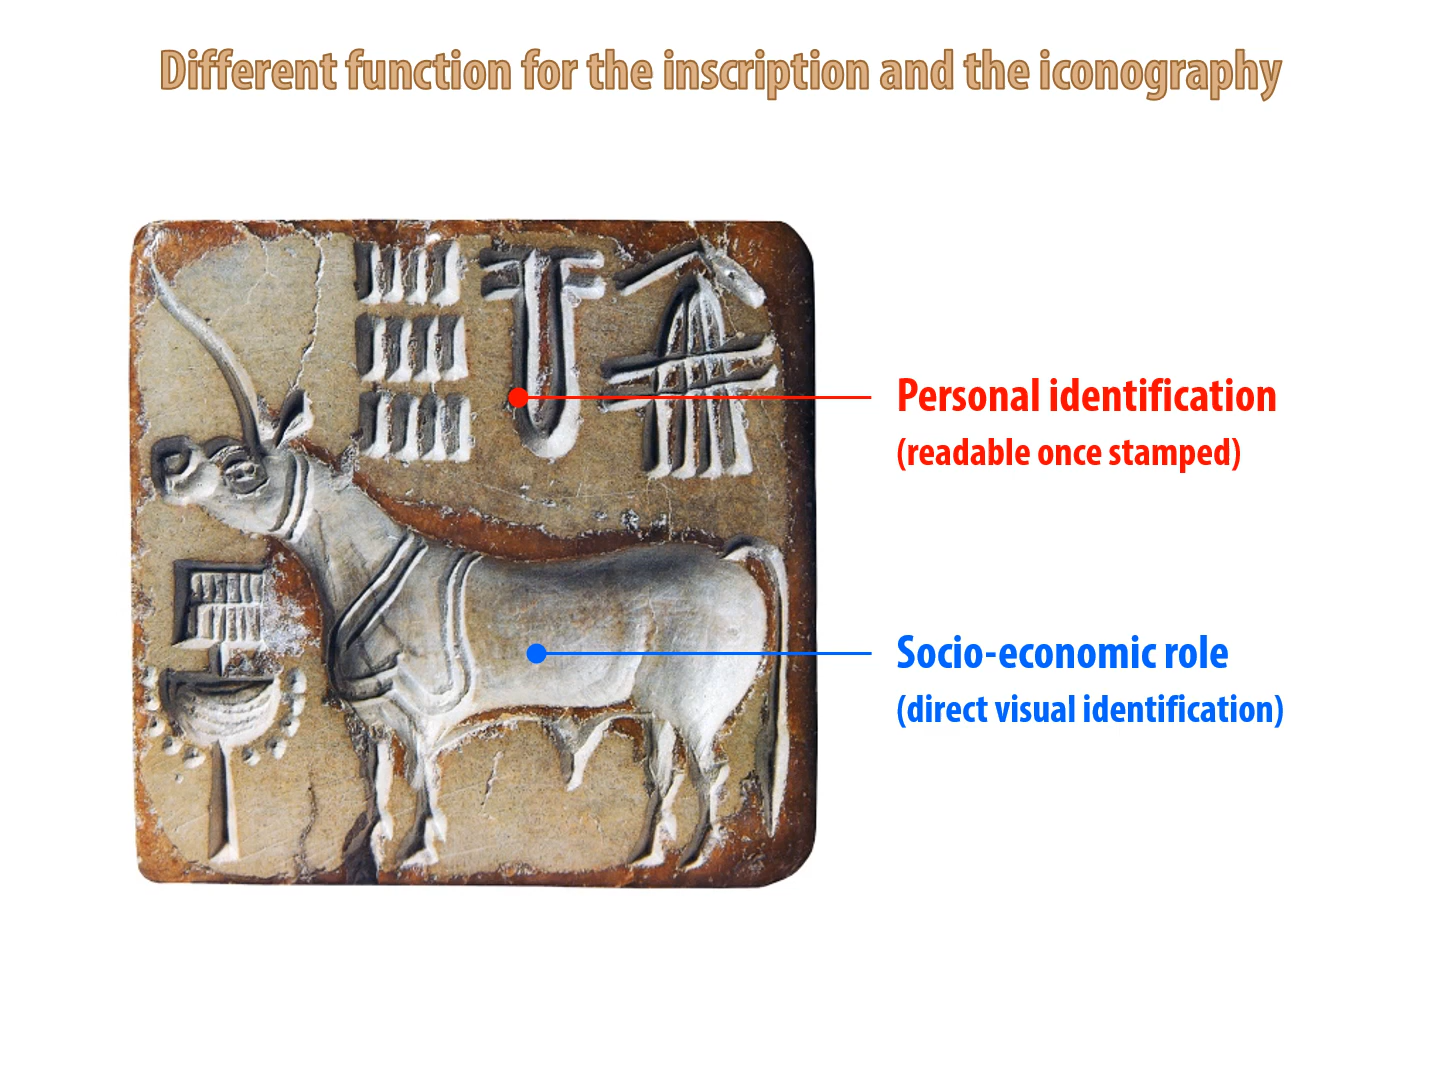 Different function for the inscription and the iconography
Personal identification
(readable once stamped)
Socio-economic role
(direct visual identification)